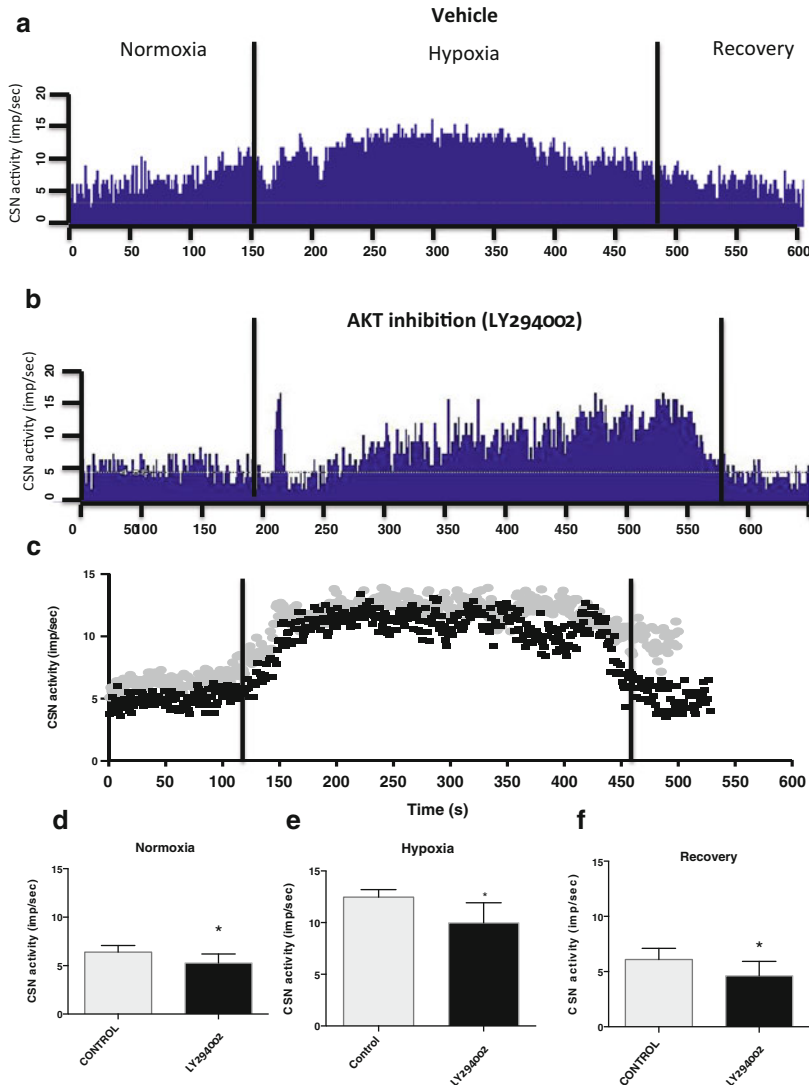 a
Vehicle
Normoxia
Hypoxia
Recovery
CSN activity (imp/sec)
20
15
10
5
0
0 50 100 150 200 250 300 350 400 450 500 550 600
b
AKT inhibition (LY294002)
CSN activity (imp/sec)
20
15
10
5
0
0 50 100 150 200 250 300 350 400 450 500 550 600
c
CSN activity (imp/sec)
15
10
5
0
0 50 100 150 200 250 300 350 400 450 500 550 600
Time (s)
d
Normoxia
CSN activity (imp/sec)
15
10
5
0
*
CONTROL
LY294002
e
Hypoxia
CSN activity (imp/sec)
15
10
5
0
*
Control
LY294002
f
Recovery
CSN activity (imp/sec)
15
10
5
0
*
CONTROL
LY294002